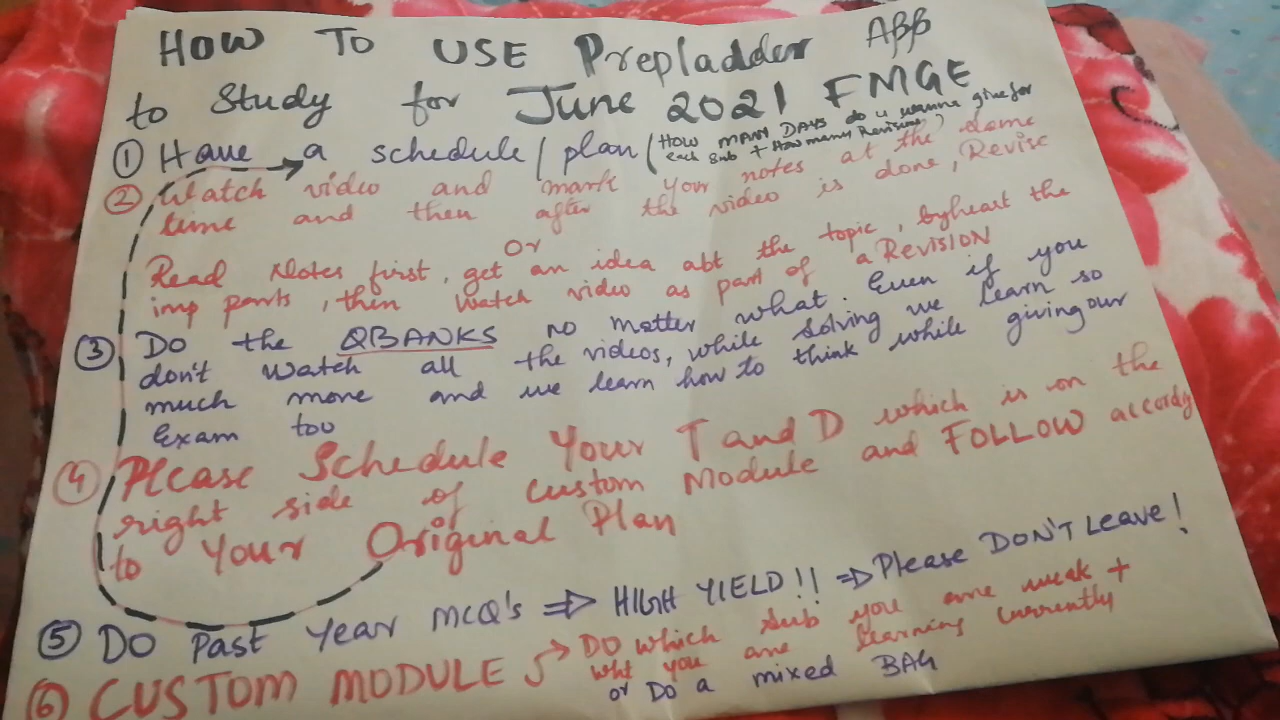 HOW TO USE Prepladder APP
to Study for June 2021 FMGE
① Have a schedule / plan (HOW MANY DAYS do u wanna give for
each sub + How many Revisions)
② Watch video and mark your notes at the same
time and then after the video is done, Revise
Or
Read Notes first, get an idea abt the topic, byheart the
imp parts, then watch video as part of a REVISION
③ Do the QBANKS no matter what. Even if you
don't watch all the videos, while solving we learn so
much more and we learn how to think while giving our
Exam too
④ Please Schedule Your T and D which is on the
right side of custom Module and FOLLOW accordg
to Your Original Plan
⑤ DO Past Year MCQ's ⇒ HIGH YIELD!! ⇒ Please DON'T Leave!
⑥ CUSTOM MODULE → DO which sub you are weak +
wht you are learning currently
or Do a mixed BAG